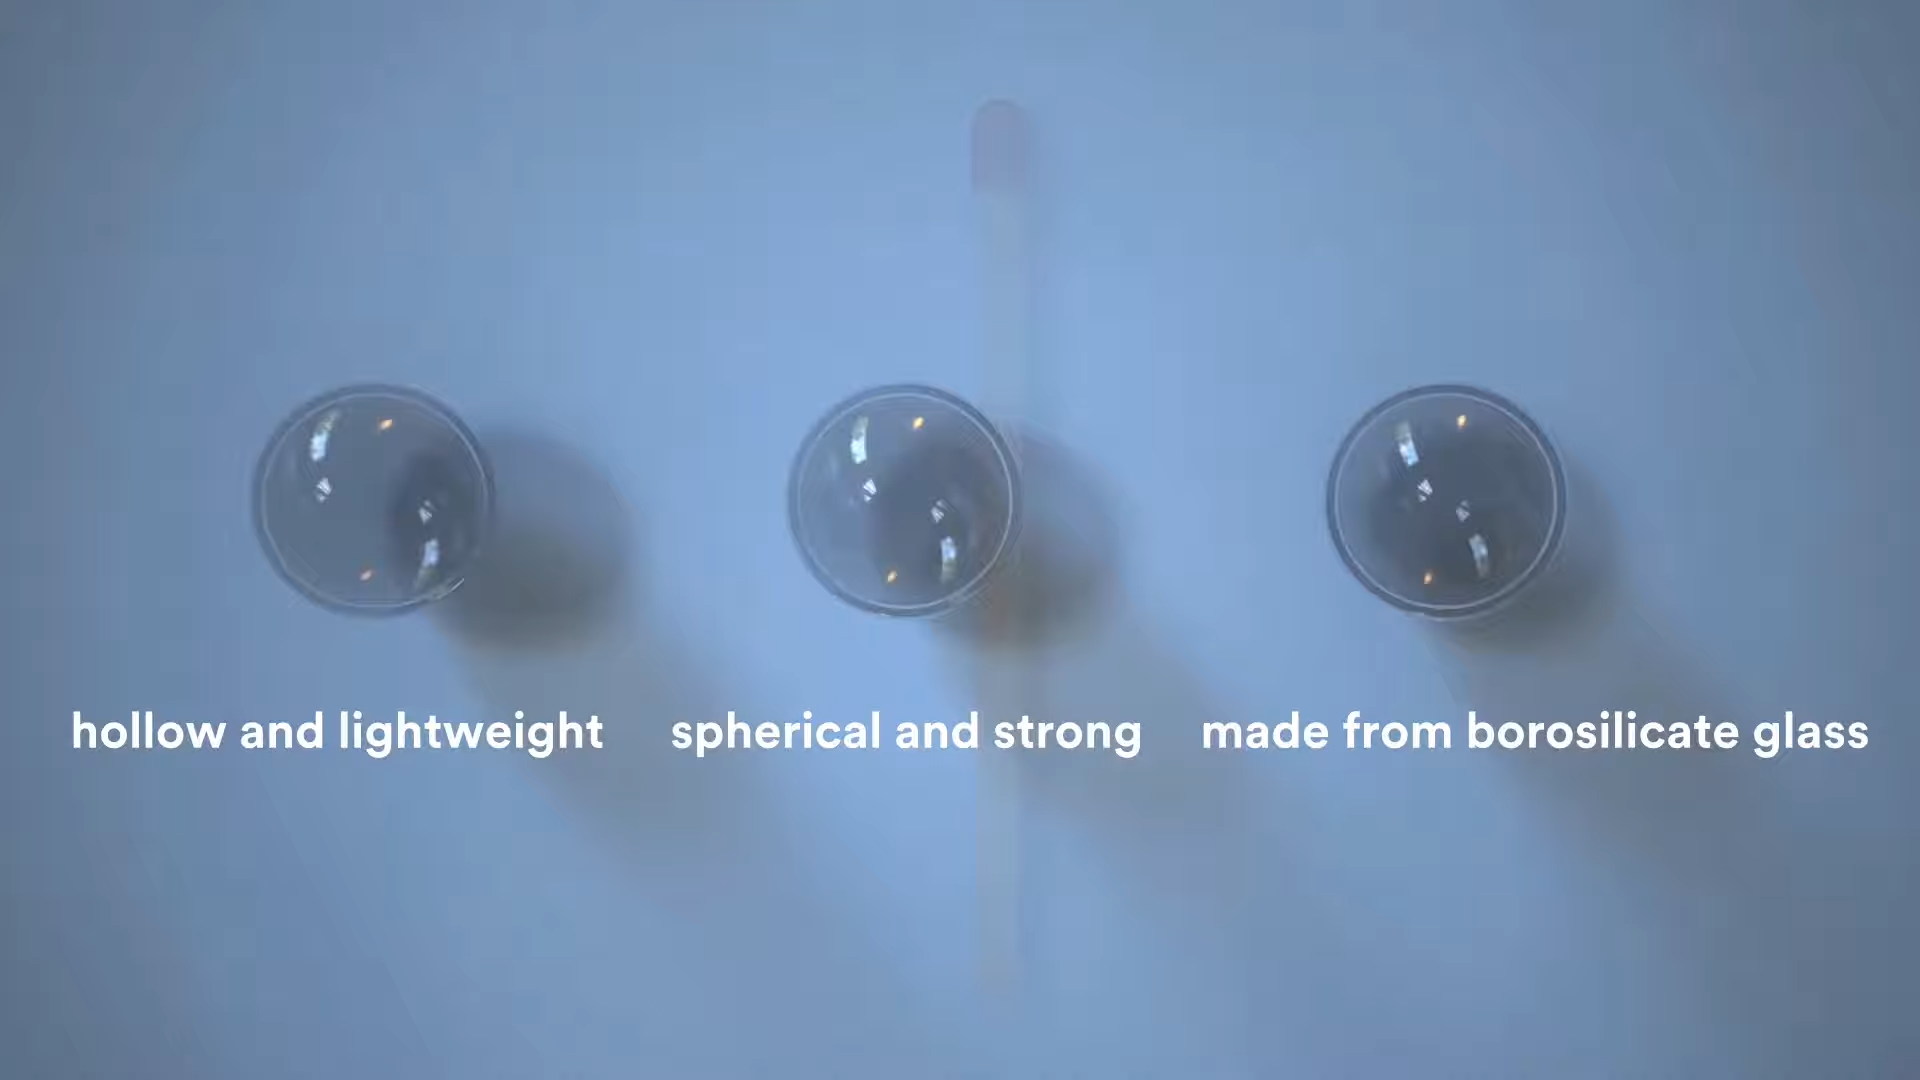 hollow and lightweight
spherical and strong
made from borosilicate glass